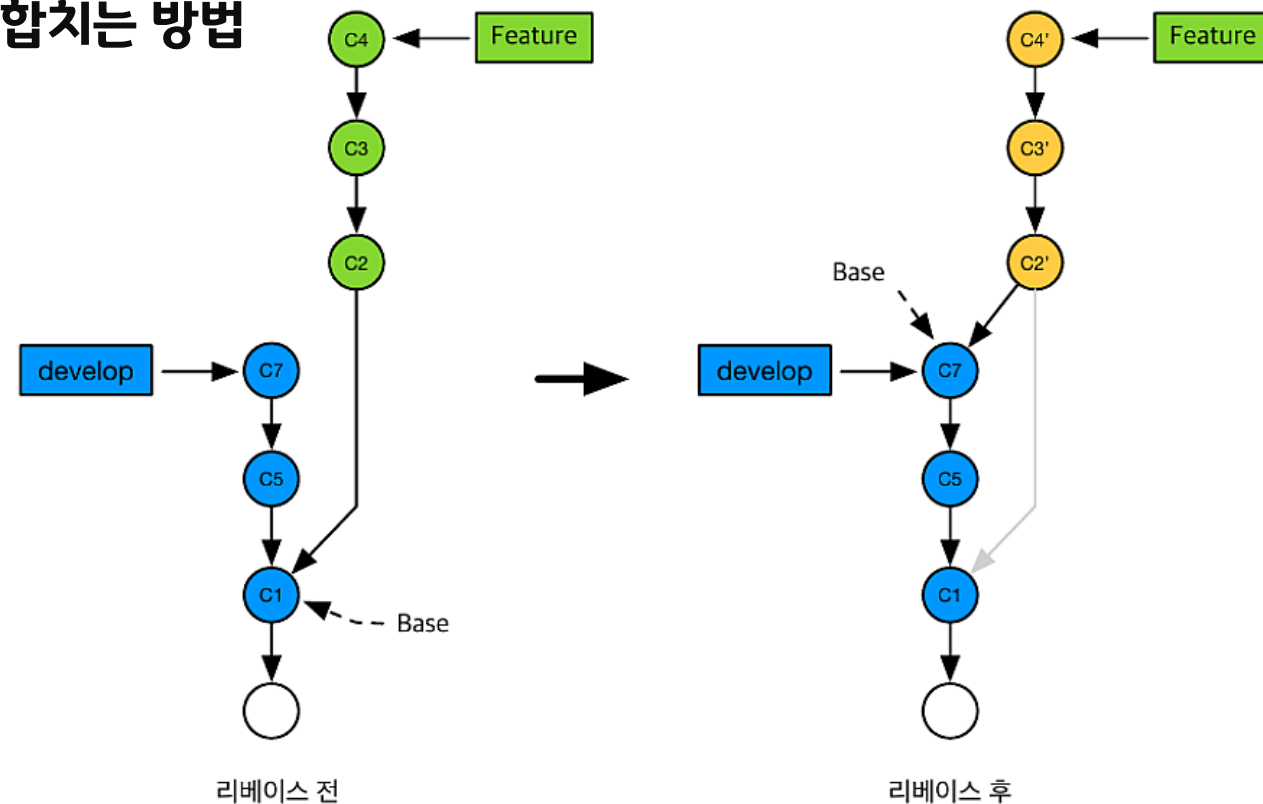 합치는 방법
C4
Feature
C3
C2
develop
C7
C5
C1
Base
리베이스 전
C4'
Feature
C3'
C2'
Base
develop
C7
C5
C1
리베이스 후